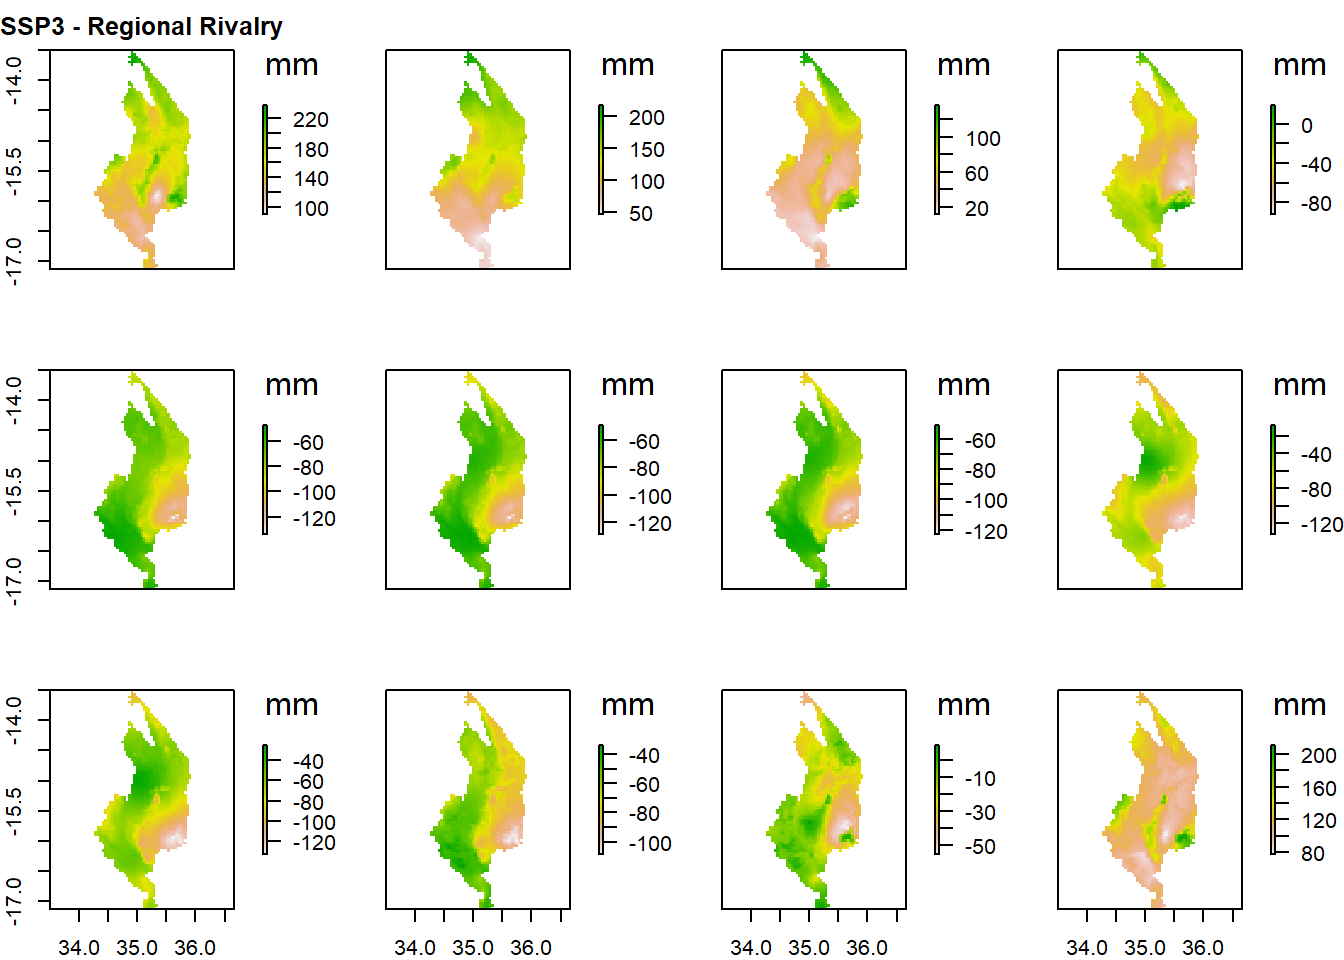 SSP3 - Regional Rivalry
mm mm mm mm
-14.0 -15.5 -17.0
220 180 140 100
200 150 100 50
100 60 20
0 -40 -80
mm mm mm mm
-14.0 -15.5 -17.0
-60 -80 -100 -120
-60 -80 -100 -120
-60 -80 -100 -120
-40 -80 -120
mm mm mm mm
-14.0 -15.5 -17.0
-40 -60 -80 -100 -120
-40 -60 -80 -100
-10 -30 -50
200 160 120 80
34.0 35.0 36.0 34.0 35.0 36.0 34.0 35.0 36.0 34.0 35.0 36.0